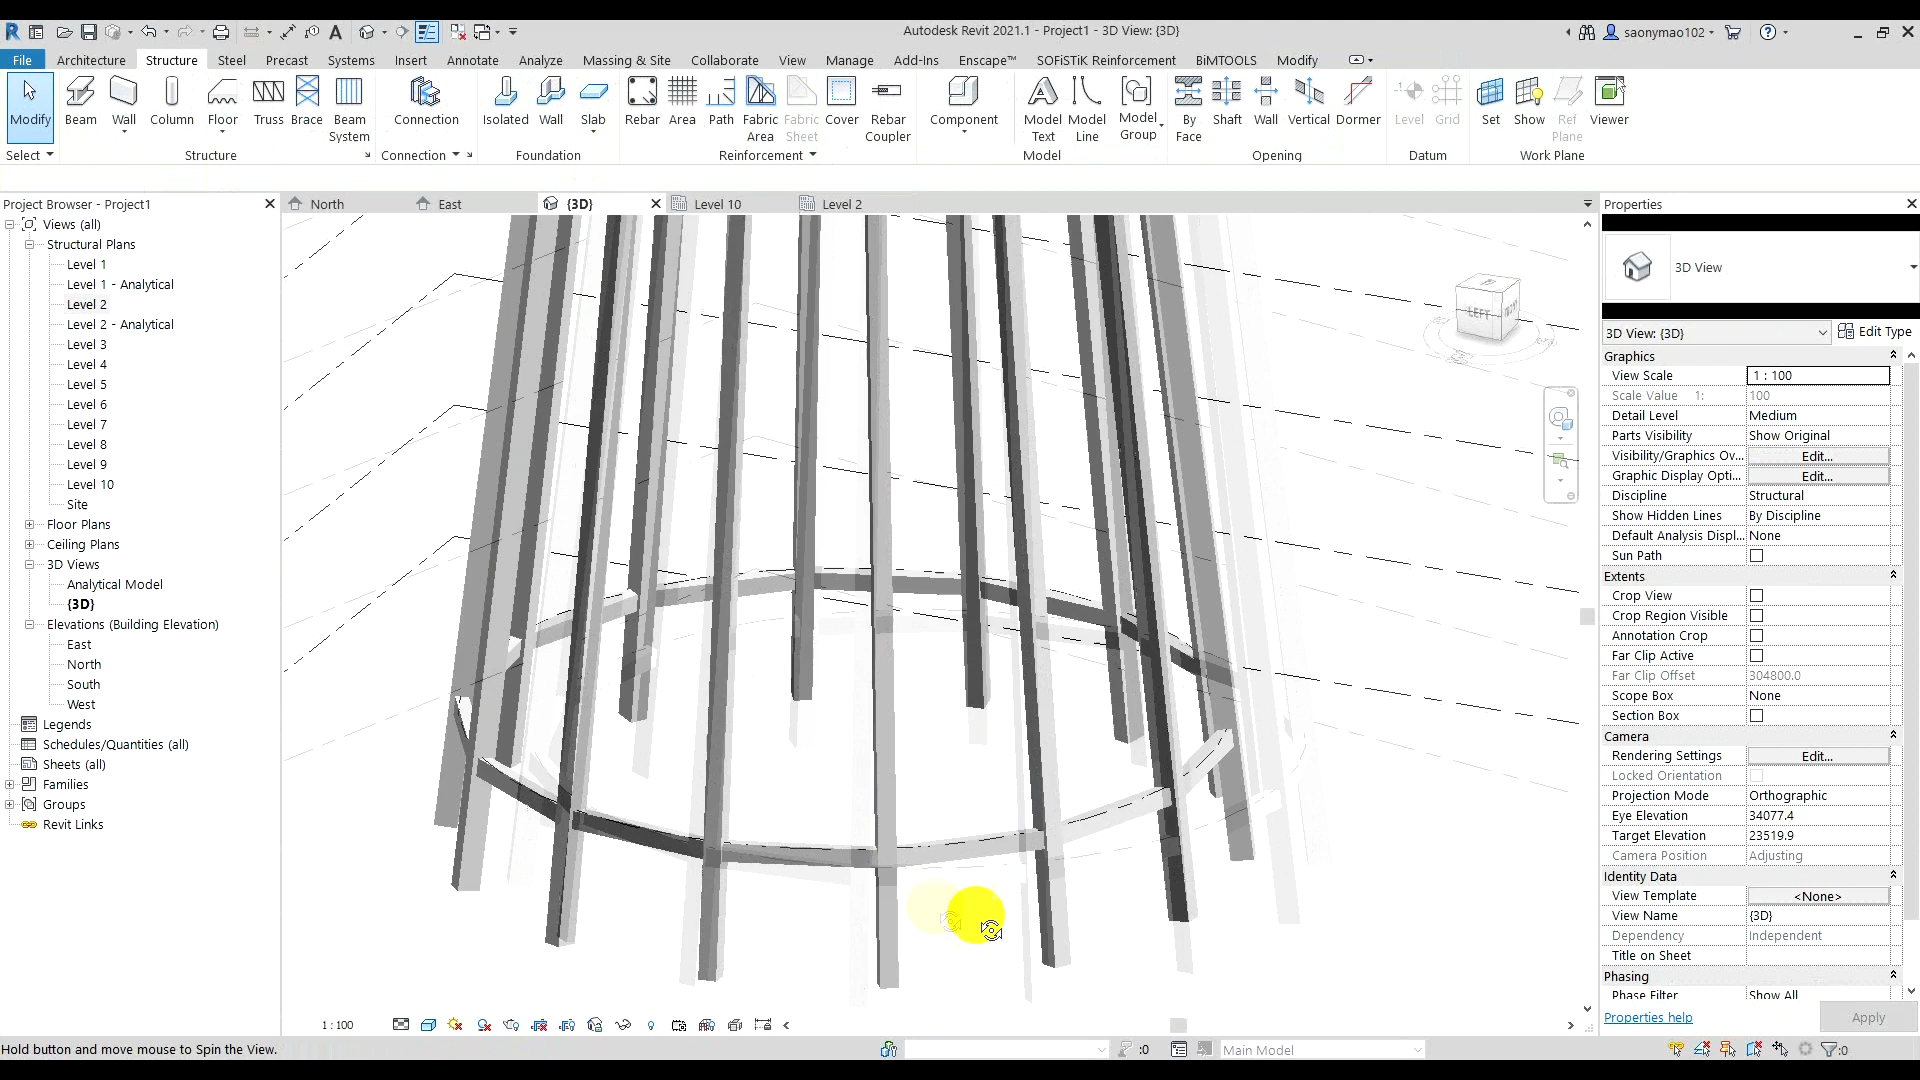 Autodesk Revit 2021.1 - Project1 - 3D View: {3D}
saonymao102
File Architecture Structure Steel Precast Systems Insert Annotate Analyze Massing & Site Collaborate View Manage Add-Ins Enscape™ SOFiSTiK Reinforcement BiMTOOLS Modify
Modify Beam Wall Column Floor Truss Brace Beam System Connection Isolated Wall Slab Rebar Area Path Fabric Area Fabric Sheet Cover Rebar Coupler Component Model Text Model Line Model Group By Face Shaft Wall Vertical Dormer Level Grid Set Show Ref Plane Viewer
Select Structure Connection Foundation Reinforcement Model Opening Datum Work Plane
Project Browser - Project1
North East {3D} Level 10 Level 2
Views (all)
Structural Plans
Level 1
Level 1 - Analytical
Level 2
Level 2 - Analytical
Level 3
Level 4
Level 5
Level 6
Level 7
Level 8
Level 9
Level 10
Site
Floor Plans
Ceiling Plans
3D Views
Analytical Model
{3D}
Elevations (Building Elevation)
East
North
South
West
Legends
Schedules/Quantities (all)
Sheets (all)
Families
Groups
Revit Links
LEFT
Properties
3D View
3D View: {3D} Edit Type
Graphics
View Scale 1 : 100
Scale Value 1: 100
Detail Level Medium
Parts Visibility Show Original
Visibility/Graphics Ov... Edit...
Graphic Display Opti... Edit...
Discipline Structural
Show Hidden Lines By Discipline
Default Analysis Displ... None
Sun Path
Extents
Crop View
Crop Region Visible
Annotation Crop
Far Clip Active
Far Clip Offset 304800.0
Scope Box None
Section Box
Camera
Rendering Settings Edit...
Locked Orientation
Projection Mode Orthographic
Eye Elevation 34077.4
Target Elevation 23519.9
Camera Position Adjusting
Identity Data
View Template <None>
View Name {3D}
Dependency Independent
Title on Sheet
Phasing
Phase Filter Show All
Properties help Apply
1 : 100
Hold button and move mouse to Spin the View.
:0 Main Model :0